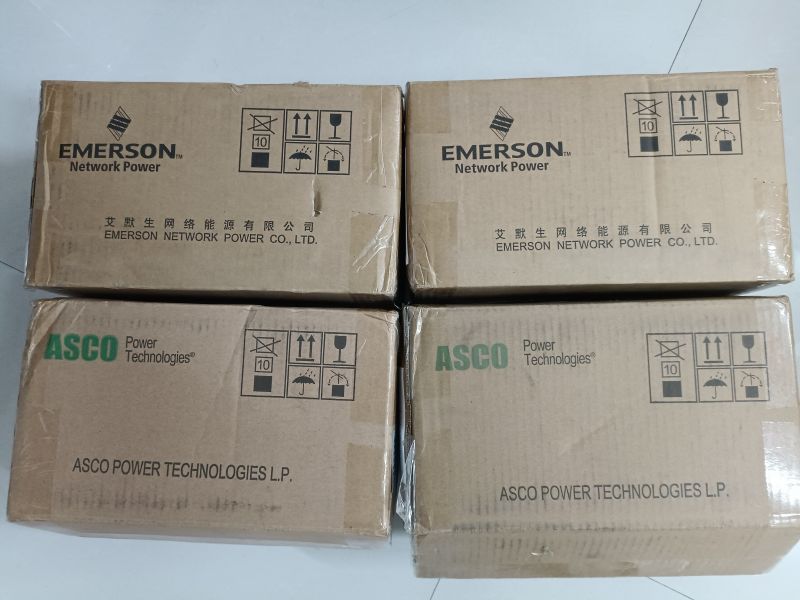 EMERSON™
Network Power
10
艾默生网络能源有限公司
EMERSON NETWORK POWER CO., LTD.
EMERSON™
Network Power
10
艾默生网络能源有限公司
EMERSON NETWORK POWER CO., LTD.
ASCO Power
Technologies®
10
ASCO POWER TECHNOLOGIES L.P.
ASCO Power
Technologies®
10
ASCO POWER TECHNOLOGIES L.P.